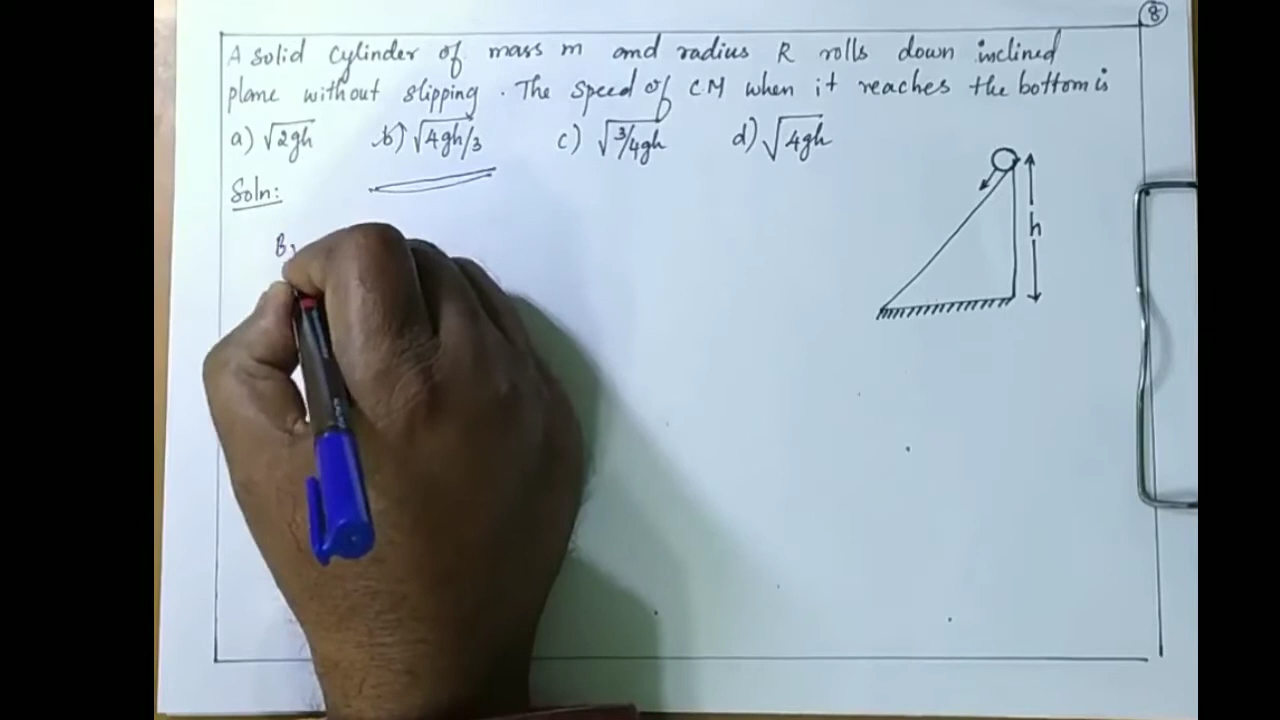 8
A solid cylinder of mass m and radius R rolls down inclined
plane without slipping. The speed of CM when it reaches the bottom is
a) √2gh b) √4gh/3 c) √3/4gh d) √4gh
Soln:
h